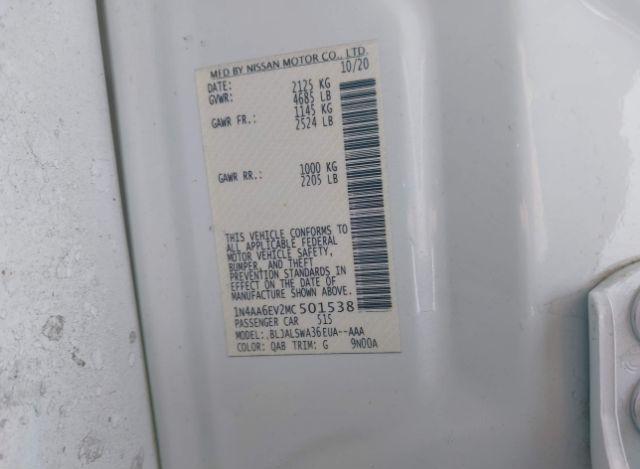 MFD BY NISSAN MOTOR CO., LTD.
DATE: 10/20
GVWR: 2125 KG
4685 LB
GAWR FR.: 1145 KG
2524 LB
GAWR RR.: 1000 KG
2205 LB
THIS VEHICLE CONFORMS TO
ALL APPLICABLE FEDERAL
MOTOR VEHICLE SAFETY,
BUMPER, AND THEFT
PREVENTION STANDARDS IN
EFFECT ON THE DATE OF
MANUFACTURE SHOWN ABOVE.
1N4AA6EV2MC501538
PASSENGER CAR 515
MODEL: BLJALSWA36EUA--AAA
COLOR: QAB TRIM: G 9N00A